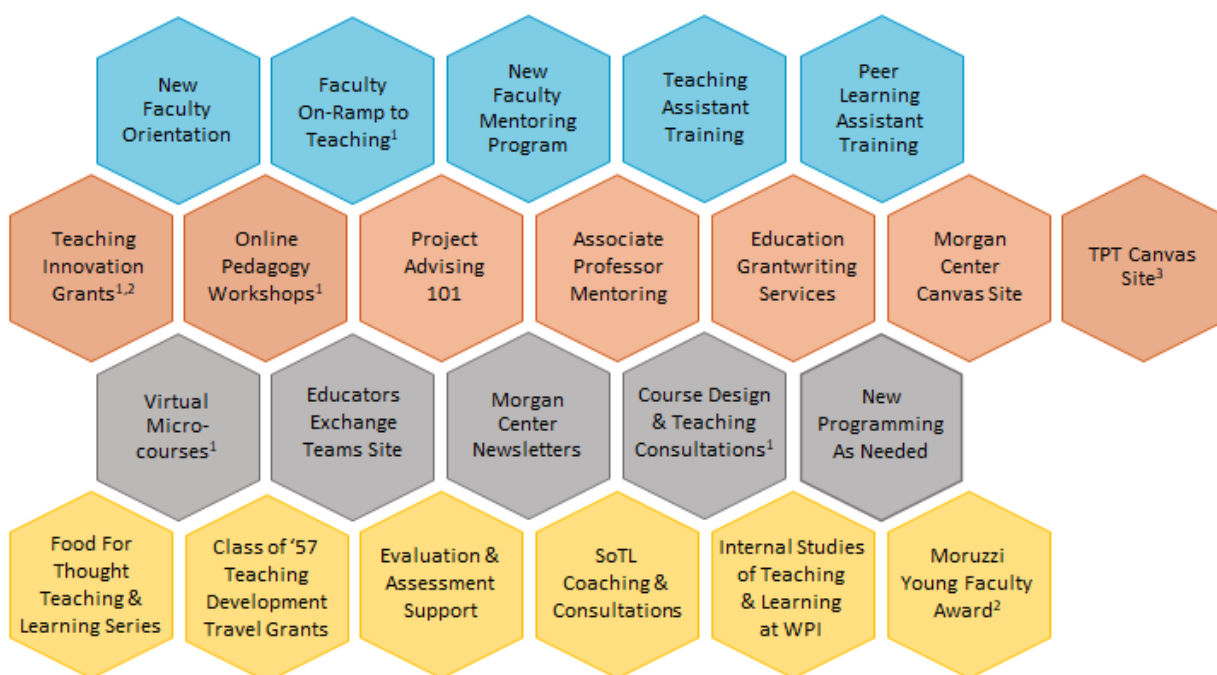 New
Faculty
Orientation
Faculty
On-Ramp to
Teaching¹
New
Faculty
Mentoring
Program
Teaching
Assistant
Training
Peer
Learning
Assistant
Training
Teaching
Innovation
Grants¹,²
Online
Pedagogy
Workshops¹
Project
Advising
101
Associate
Professor
Mentoring
Education
Grantwriting
Services
Morgan
Center
Canvas Site
TPT Canvas
Site³
Virtual
Micro-
courses¹
Educators
Exchange
Teams Site
Morgan
Center
Newsletters
Course Design
& Teaching
Consultations¹
New
Programming
As Needed
Food For
Thought
Teaching &
Learning Series
Class of ‘57
Teaching
Development
Travel Grants
Evaluation &
Assessment
Support
SoTL
Coaching &
Consultations
Internal Studies
of Teaching
& Learning
at WPI
Moruzzi
Young Faculty
Award²